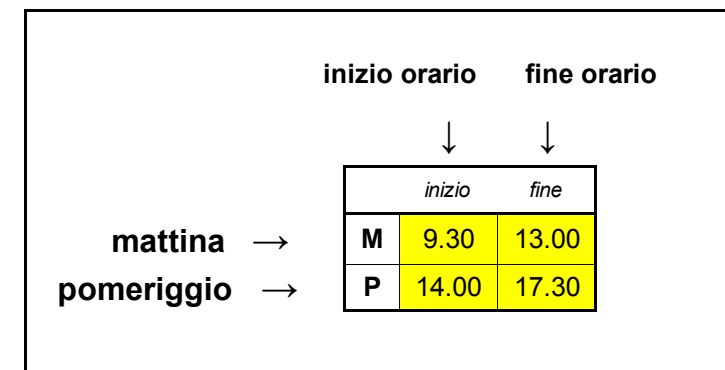 inizio orario fine orario
↓ ↓
inizio fine
mattina → M 9.30 13.00
pomeriggio → P 14.00 17.30